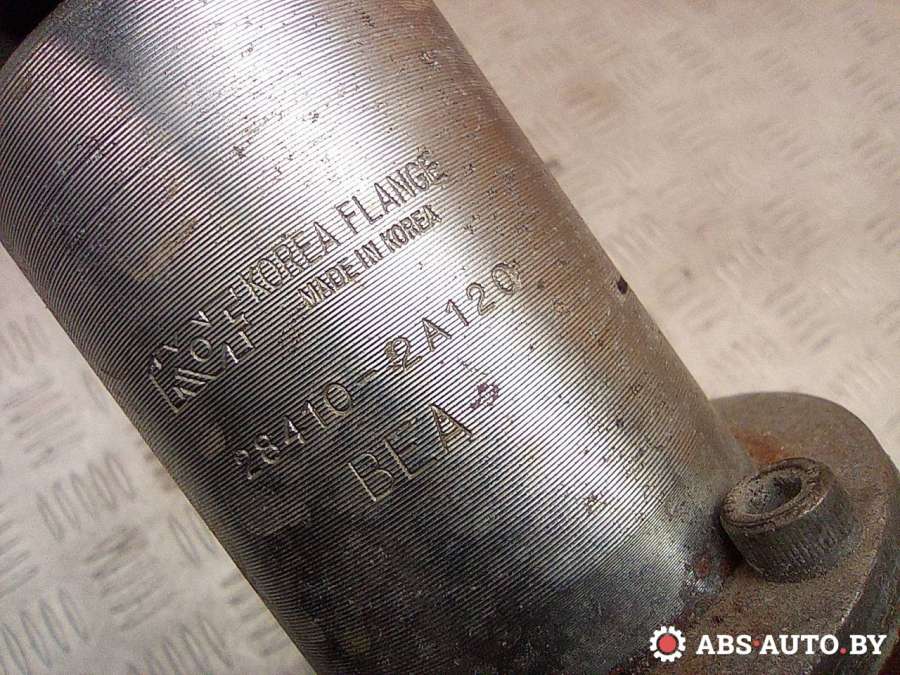 KOREA FLANGE
MADE IN KOREA
28410-2A120
BEA
ABS-AUTO.BY